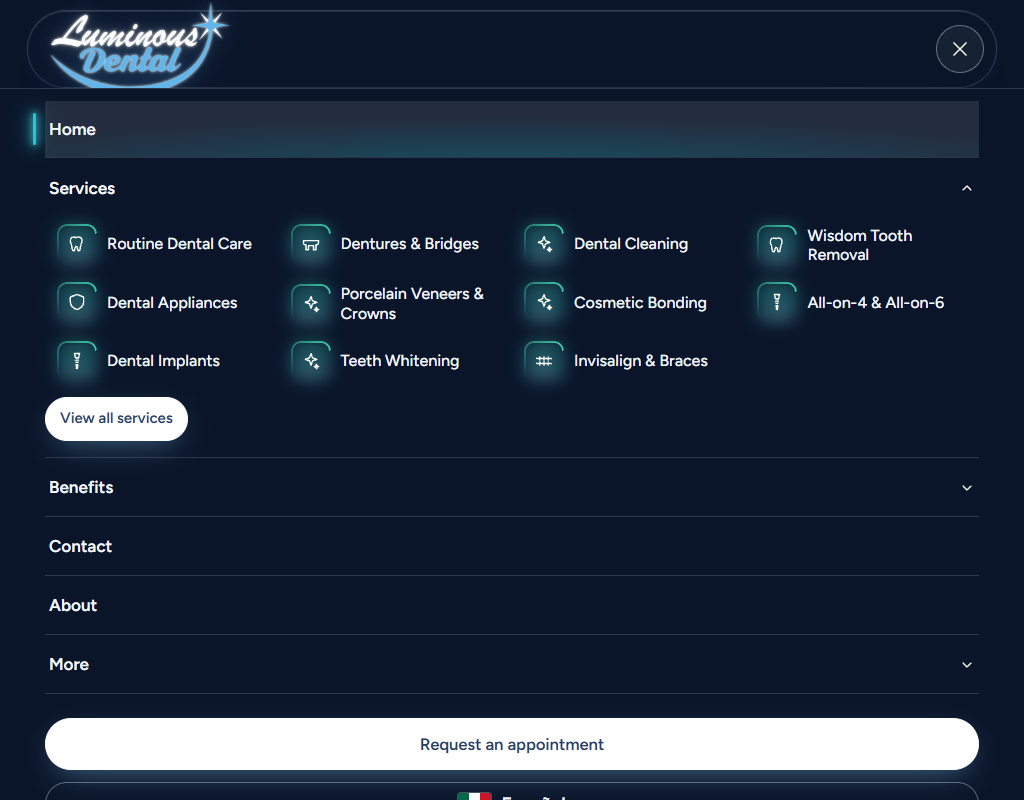 Luminous
Dental
Home
Services
Routine Dental Care
Dentures & Bridges
Dental Cleaning
Wisdom Tooth
Removal
Dental Appliances
Porcelain Veneers &
Crowns
Cosmetic Bonding
All-on-4 & All-on-6
Dental Implants
Teeth Whitening
Invisalign & Braces
View all services
Benefits
Contact
About
More
Request an appointment